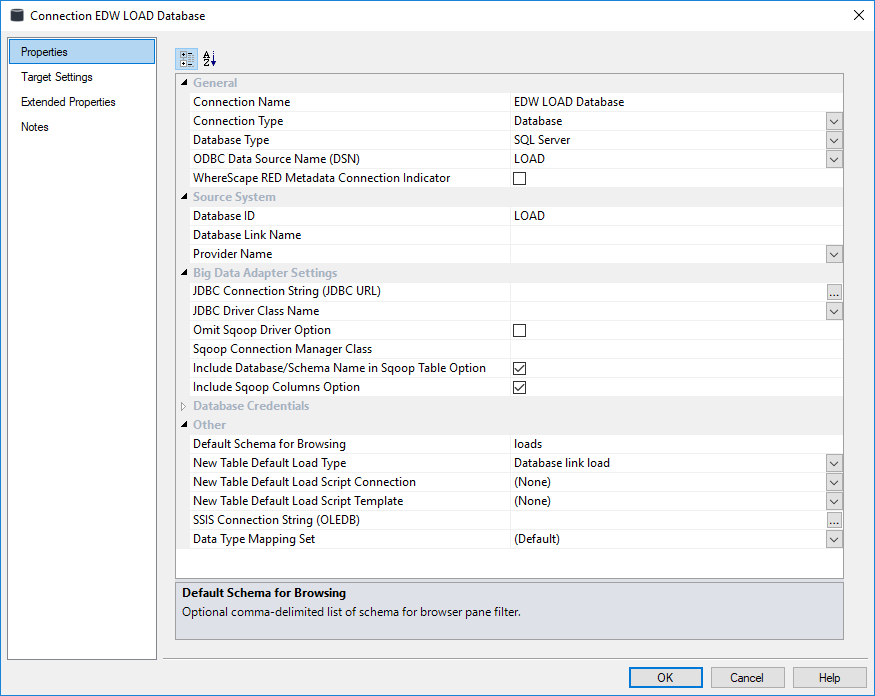 Connection EDW LOAD Database
Properties
Target Settings
Extended Properties
Notes
General
Connection Name EDW LOAD Database
Connection Type Database
Database Type SQL Server
ODBC Data Source Name (DSN) LOAD
WhereScape RED Metadata Connection Indicator
Source System
Database ID LOAD
Database Link Name
Provider Name
Big Data Adapter Settings
JDBC Connection String (JDBC URL) ...
JDBC Driver Class Name
Omit Sqoop Driver Option
Sqoop Connection Manager Class
Include Database/Schema Name in Sqoop Table Option
Include Sqoop Columns Option
Database Credentials
Other
Default Schema for Browsing loads
New Table Default Load Type Database link load
New Table Default Load Script Connection (None)
New Table Default Load Script Template (None)
SSIS Connection String (OLEDB) ...
Data Type Mapping Set (Default)
Default Schema for Browsing
Optional comma-delimited list of schema for browser pane filter.
OK Cancel Help